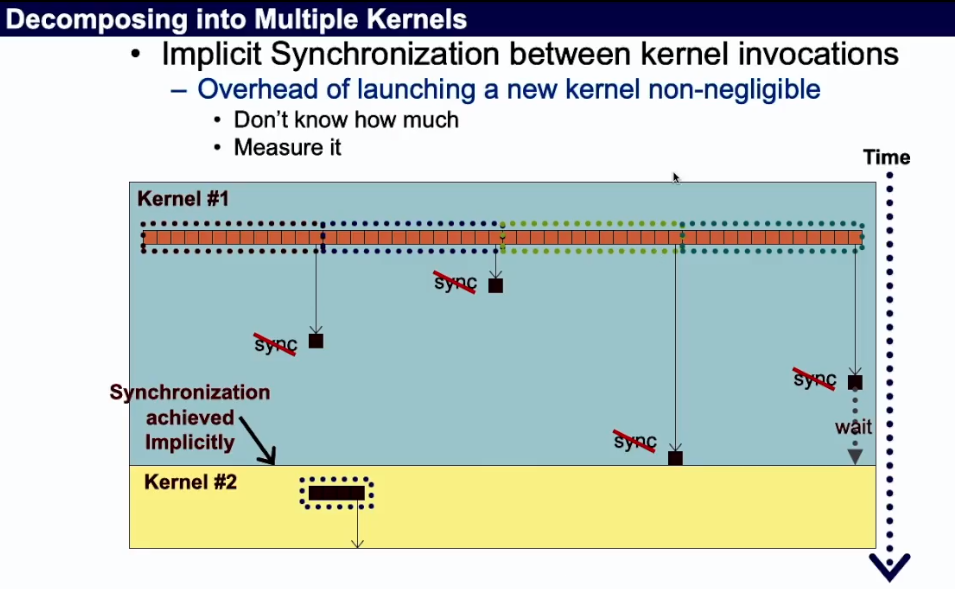 Decomposing into Multiple Kernels
• Implicit Synchronization between kernel invocations
– Overhead of launching a new kernel non-negligible
• Don't know how much
• Measure it
Time
Kernel #1
sync
sync
sync
Synchronization
achieved
Implicitly
wait
sync
Kernel #2